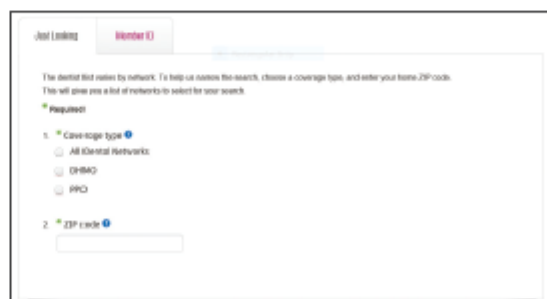 Just Looking
Member ID
The dentist list varies by network. To help us narrow the search, choose a coverage type, and enter your home ZIP code.
This will give you a list of networks to select for your search.
* Required
1. * Coverage type
All Dental Networks
DHMO
PPO
2. * ZIP code